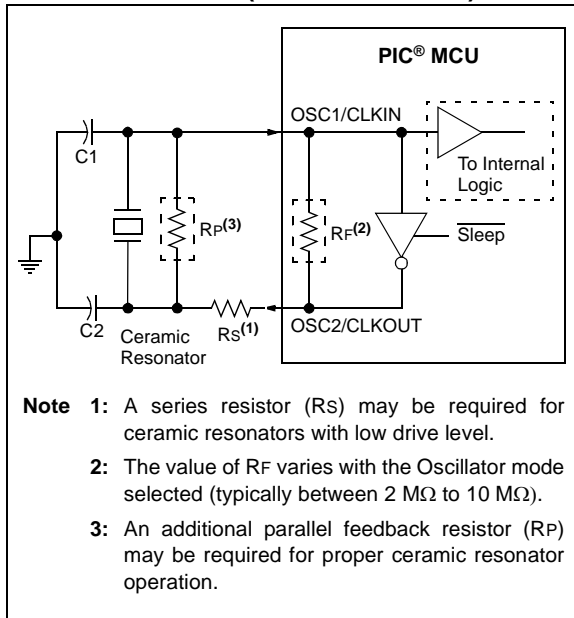 PIC® MCU
OSC1/CLKIN
C1
To Internal
Logic
RP(3)
RF(2)
Sleep
C2
Ceramic
Resonator
RS(1)
OSC2/CLKOUT
Note 1: A series resistor (RS) may be required for
ceramic resonators with low drive level.
2: The value of RF varies with the Oscillator mode
selected (typically between 2 MΩ to 10 MΩ).
3: An additional parallel feedback resistor (RP)
may be required for proper ceramic resonator
operation.